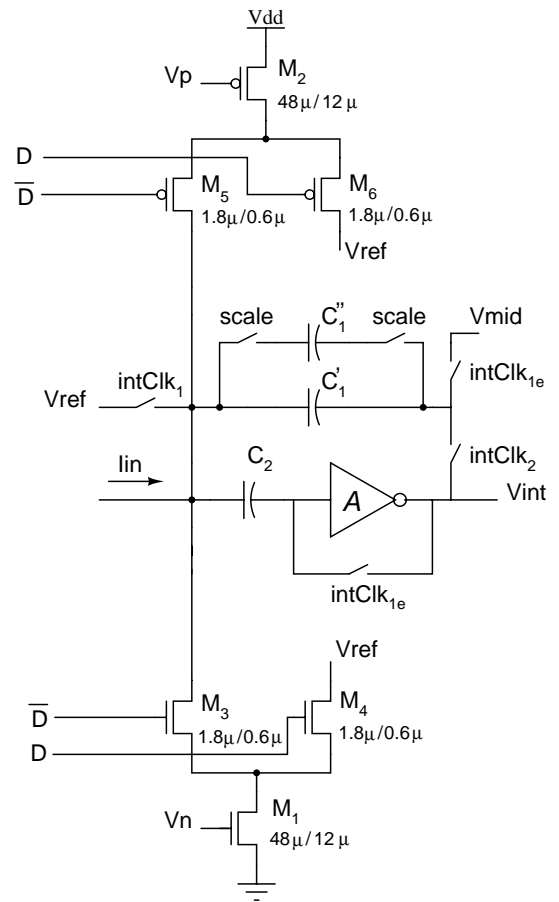 Vdd
Vp
M₂
48μ/12μ
D
D̅
M₅
1.8μ/0.6μ
M₆
1.8μ/0.6μ
Vref
scale
C₁''
scale
Vmid
intClk₁
C₁'
intClk₁ₑ
Vref
Iin
C₂
A
intClk₂
Vint
intClk₁ₑ
Vref
D̅
M₃
M₄
D
1.8μ/0.6μ
1.8μ/0.6μ
Vn
M₁
48μ/12μ